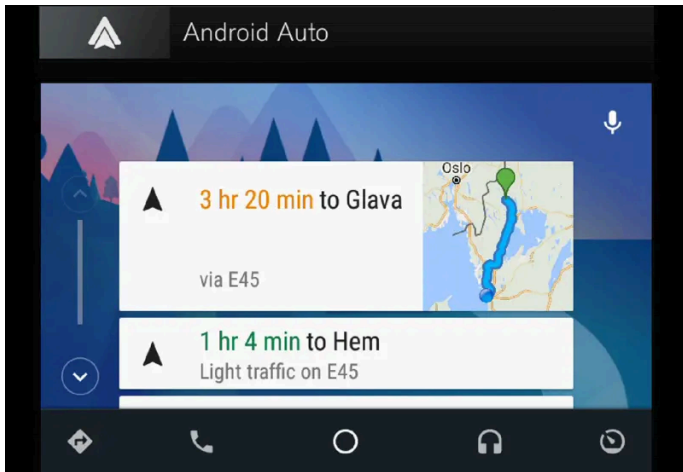 Android Auto
3 hr 20 min to Glava
via E45
Oslo
1 hr 4 min to Hem
Light traffic on E45